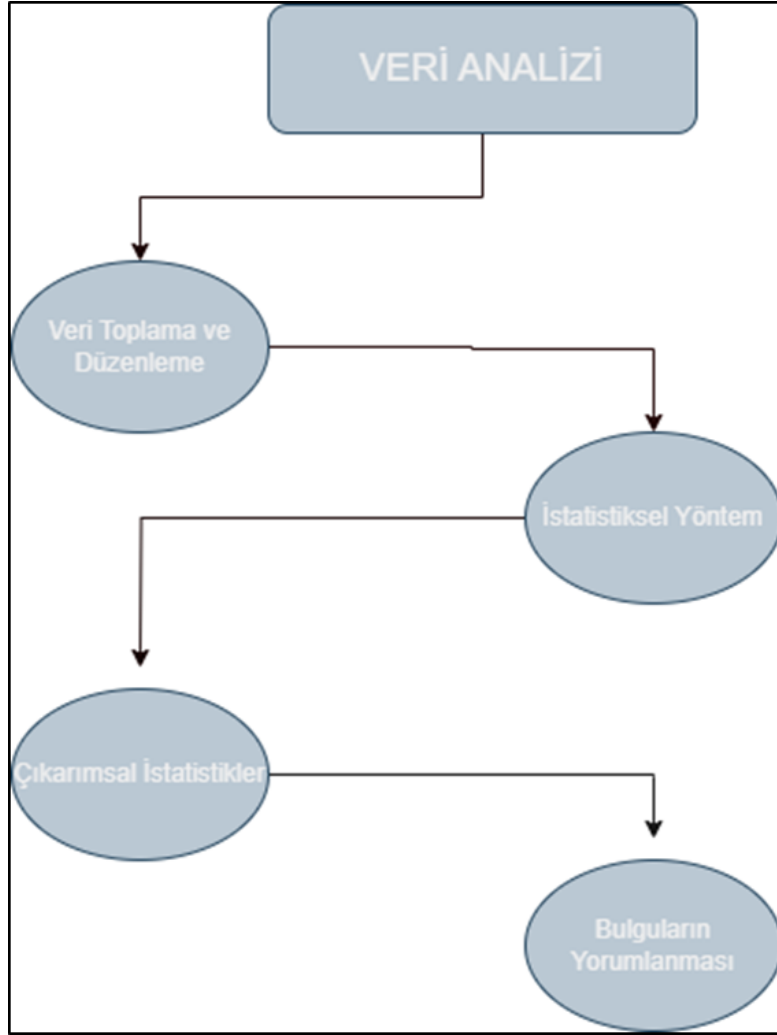 VERİ ANALİZİ
Veri Toplama ve
Düzenleme
İstatistiksel Yöntem
Çıkarımsal İstatistikler
Bulguların
Yorumlanması